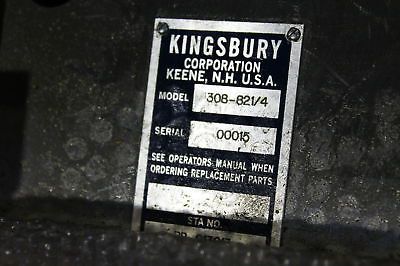 KINGSBURY
CORPORATION
KEENE, N.H. U.S.A.
MODEL 308-821/4
SERIAL 00015
SEE OPERATORS MANUAL WHEN
ORDERING REPLACEMENT PARTS
STA NO.